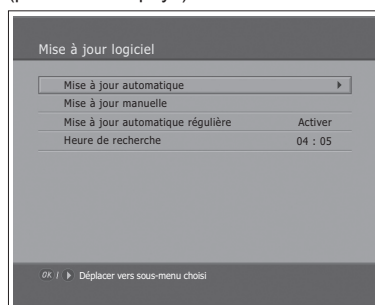 Mise à jour logiciel
Mise à jour automatique
Mise à jour manuelle
Mise à jour automatique régulière Activer
Heure de recherche 04 : 05
OK / Déplacer vers sous-menu choisi